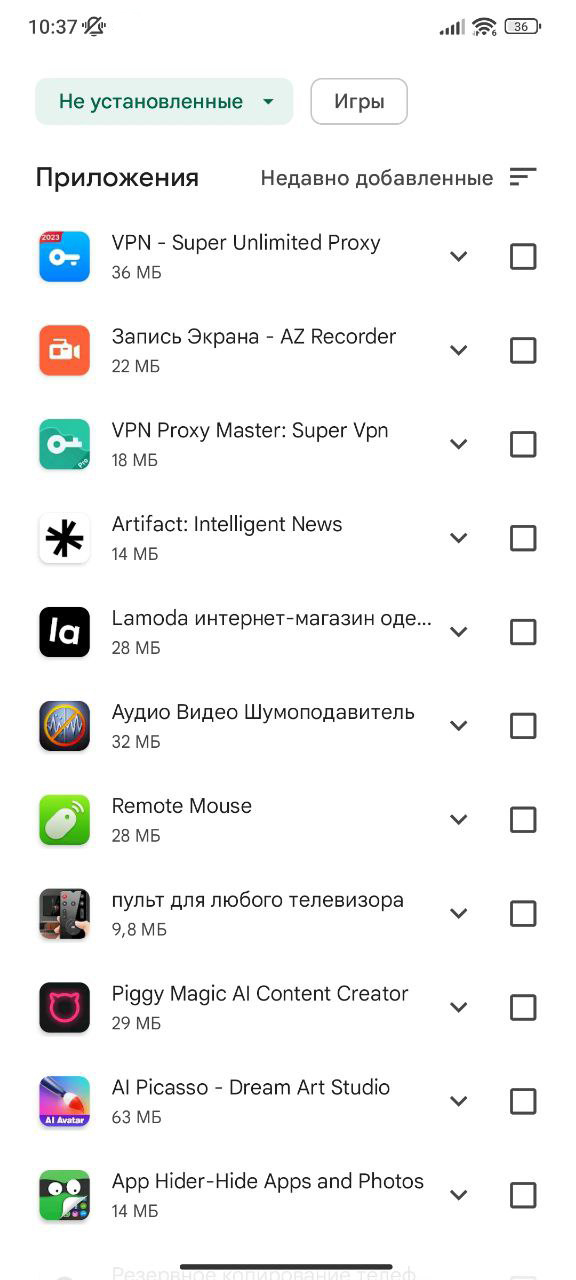 10:37
6
36
Не установленные
Игры
Приложения
Недавно добавленные
2023
VPN - Super Unlimited Proxy
36 МБ
Запись Экрана - AZ Recorder
22 МБ
VPN Proxy Master: Super Vpn
Pro
18 МБ
Artifact: Intelligent News
14 МБ
la
Lamoda интернет-магазин оде...
28 МБ
Аудио Видео Шумоподавитель
32 МБ
Remote Mouse
28 МБ
пульт для любого телевизора
9,8 МБ
Piggy Magic AI Content Creator
29 МБ
AI Picasso - Dream Art Studio
AI Avatar
63 МБ
App Hider-Hide Apps and Photos
14 МБ
Резервное копирование телеф